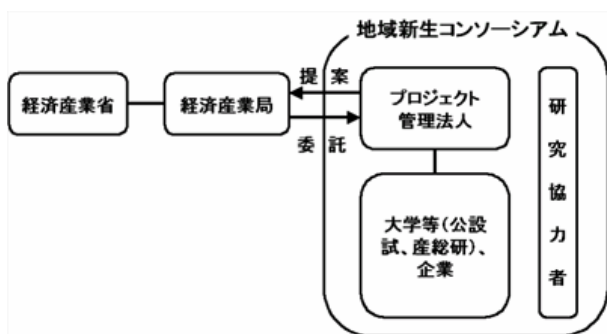 地域新生コンソーシアム
経済産業省
経済産業局
提案
委託
プロジェクト
管理法人
大学等(公設
試、産総研)、
企業
研究協力者